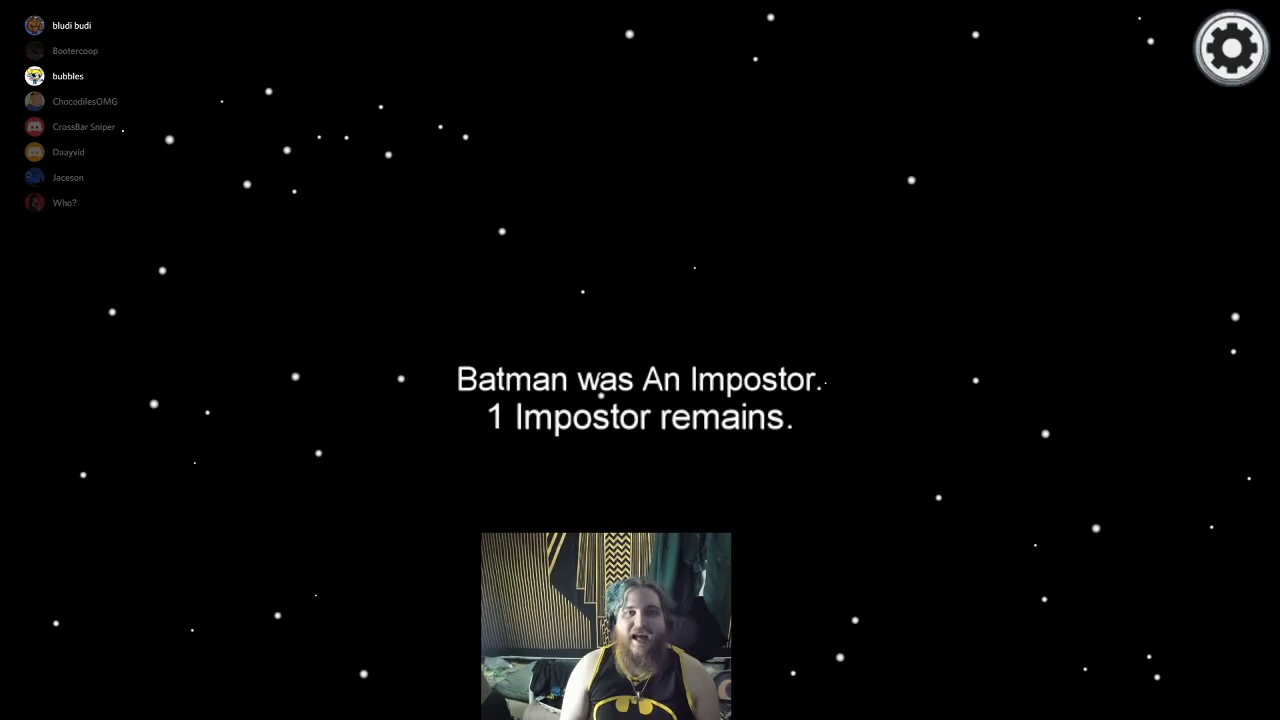 bludi budi
Bootercoop
bubbles
ChocodilesOMG
CrossBar Sniper
Daayvid
Jaceson
Who?
Batman was An Impostor.
1 Impostor remains.